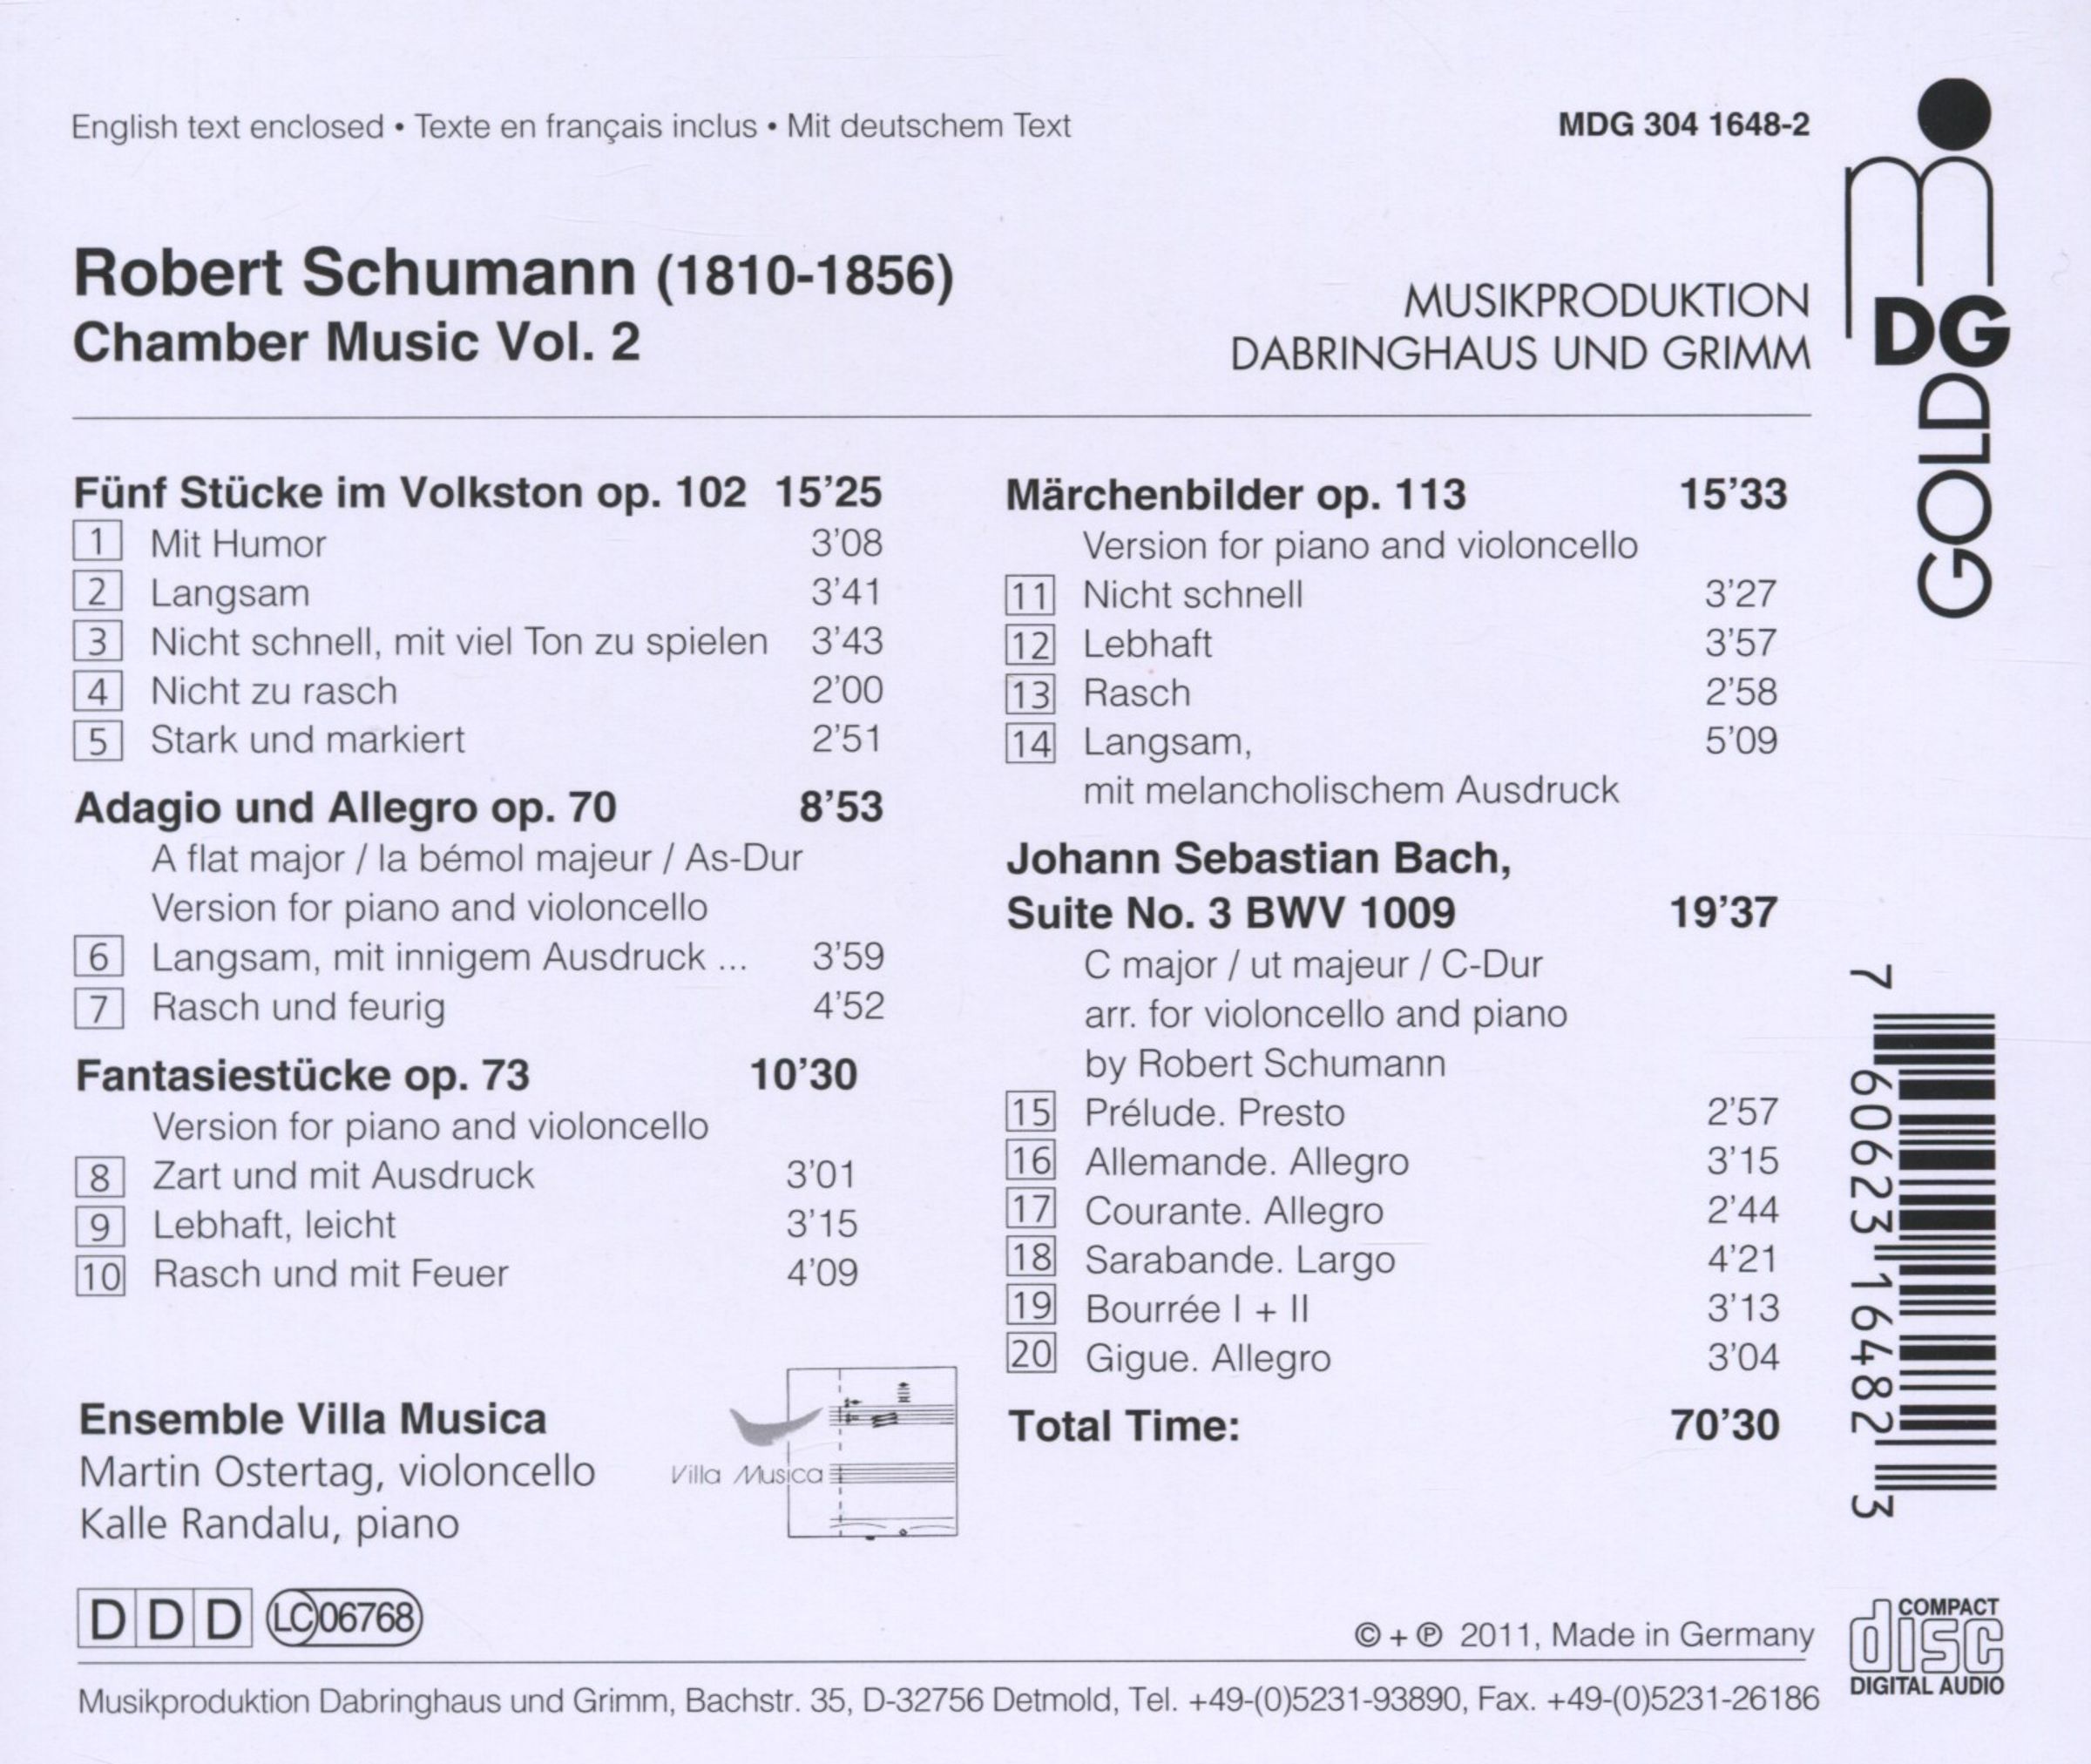 English text enclosed • Texte en français inclus • Mit deutschem Text
MDG 304 1648-2
Robert Schumann (1810-1856)
Chamber Music Vol. 2
MUSIKPRODUKTION
DABRINGHAUS UND GRIMM
m
DG
GOLD
Fünf Stücke im Volkston op. 102 15’25
1 Mit Humor 3’08
2 Langsam 3’41
3 Nicht schnell, mit viel Ton zu spielen 3’43
4 Nicht zu rasch 2’00
5 Stark und markiert 2’51
Adagio und Allegro op. 70 8’53
A flat major / la bémol majeur / As-Dur
Version for piano and violoncello
6 Langsam, mit innigem Ausdruck ... 3’59
7 Rasch und feurig 4’52
Fantasiestücke op. 73 10’30
Version for piano and violoncello
8 Zart und mit Ausdruck 3’01
9 Lebhaft, leicht 3’15
10 Rasch und mit Feuer 4’09
Ensemble Villa Musica
Martin Ostertag, violoncello
Kalle Randalu, piano
Villa Musica
Märchenbilder op. 113 15’33
Version for piano and violoncello
11 Nicht schnell 3’27
12 Lebhaft 3’57
13 Rasch 2’58
14 Langsam, 5’09
mit melancholischem Ausdruck
Johann Sebastian Bach,
Suite No. 3 BWV 1009 19’37
C major / ut majeur / C-Dur
arr. for violoncello and piano
by Robert Schumann
15 Prélude. Presto 2’57
16 Allemande. Allegro 3’15
17 Courante. Allegro 2’44
18 Sarabande. Largo 4’21
19 Bourrée I + II 3’13
20 Gigue. Allegro 3’04
Total Time: 70’30
7 60623 16482 3
D D D LC 06768
© + ℗ 2011, Made in Germany
COMPACT
disc
DIGITAL AUDIO
Musikproduktion Dabringhaus und Grimm, Bachstr. 35, D-32756 Detmold, Tel. +49-(0)5231-93890, Fax. +49-(0)5231-26186